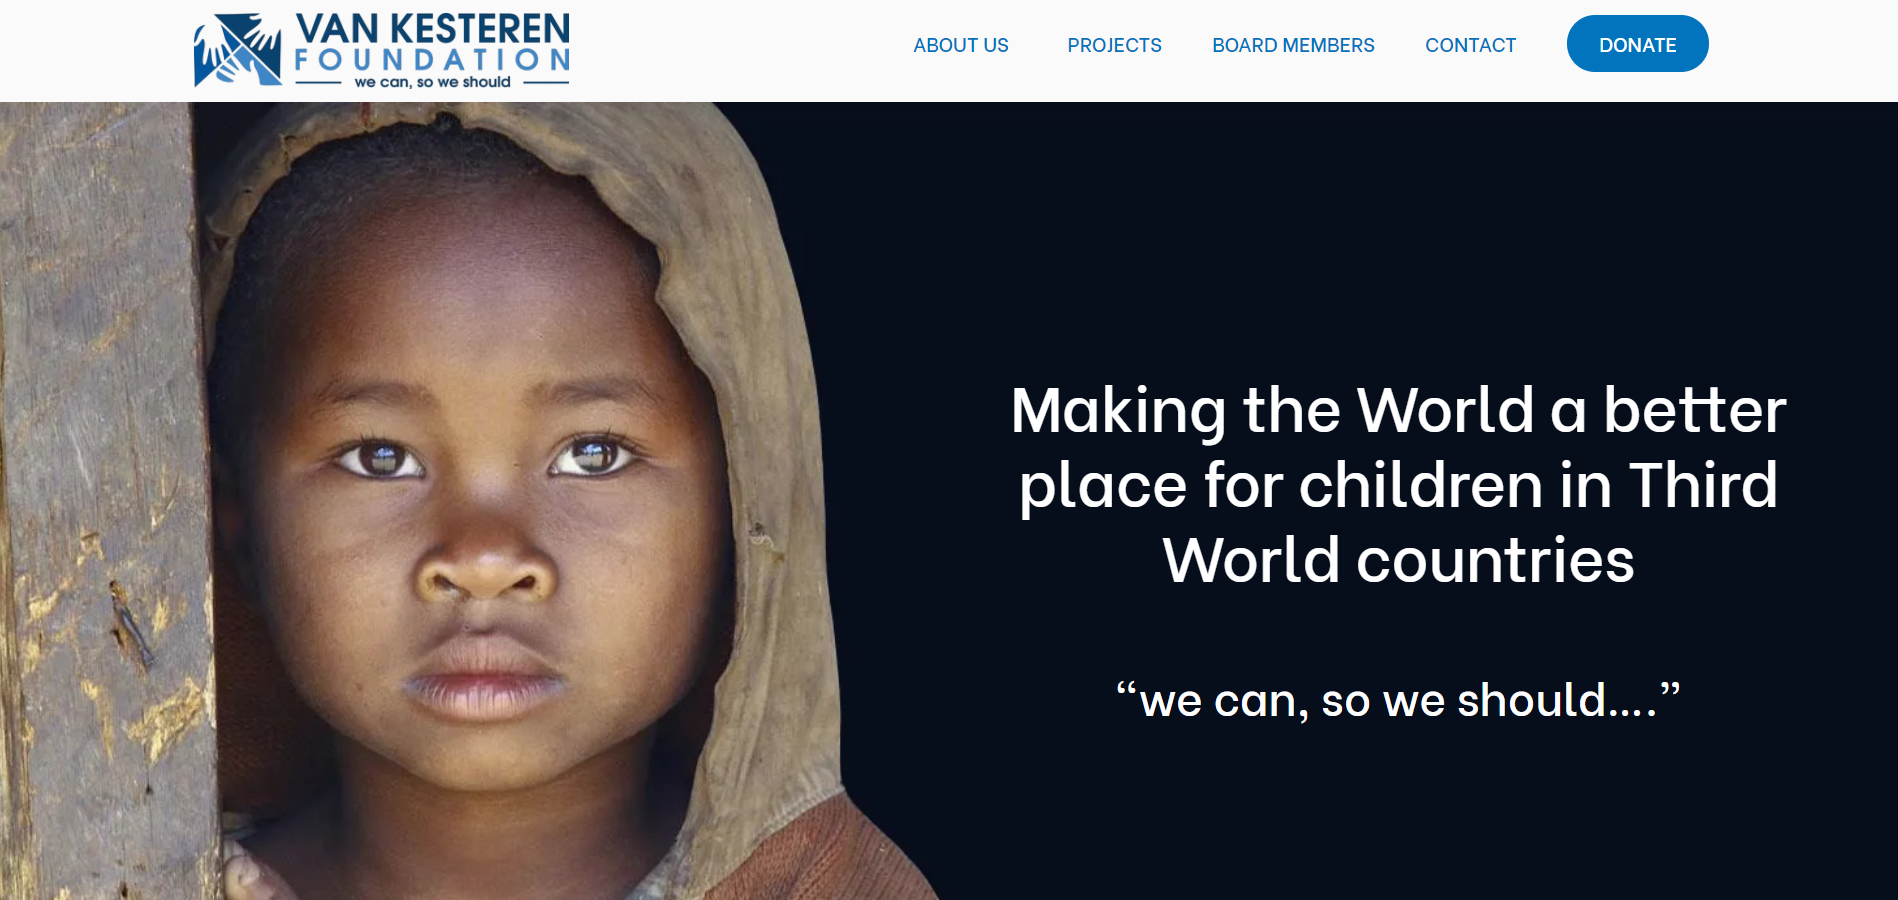 VAN KESTEREN
FOUNDATION
we can, so we should
ABOUT US
PROJECTS
BOARD MEMBERS
CONTACT
DONATE
Making the World a better
place for children in Third
World countries
“we can, so we should....”